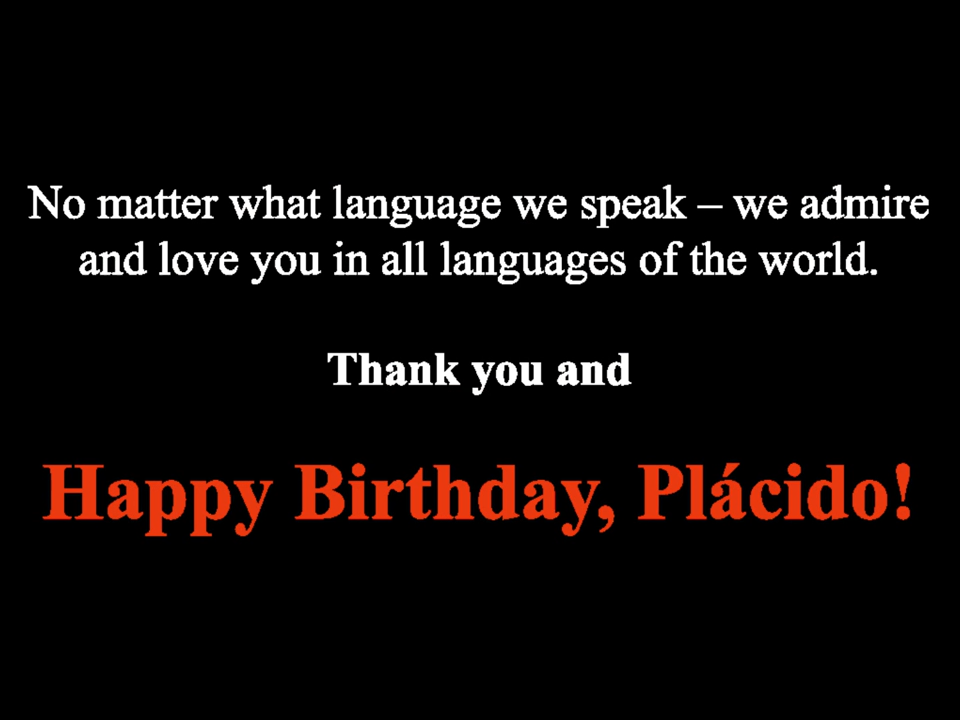 No matter what language we speak – we admire
and love you in all languages of the world.
Thank you and
Happy Birthday, Plácido!